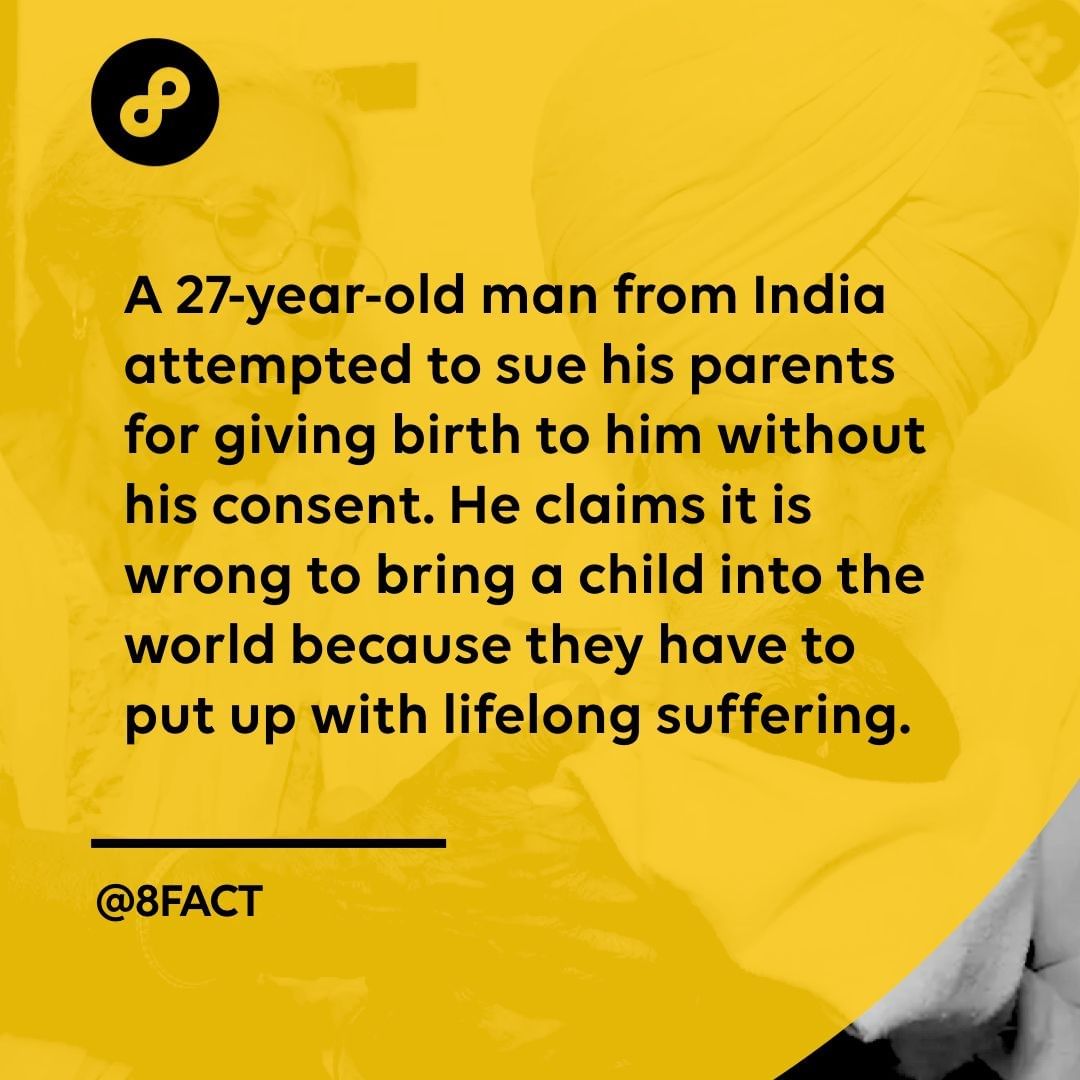 A 27-year-old man from India
attempted to sue his parents
for giving birth to him without
his consent. He claims it is
wrong to bring a child into the
world because they have to
put up with lifelong suffering.
@8FACT